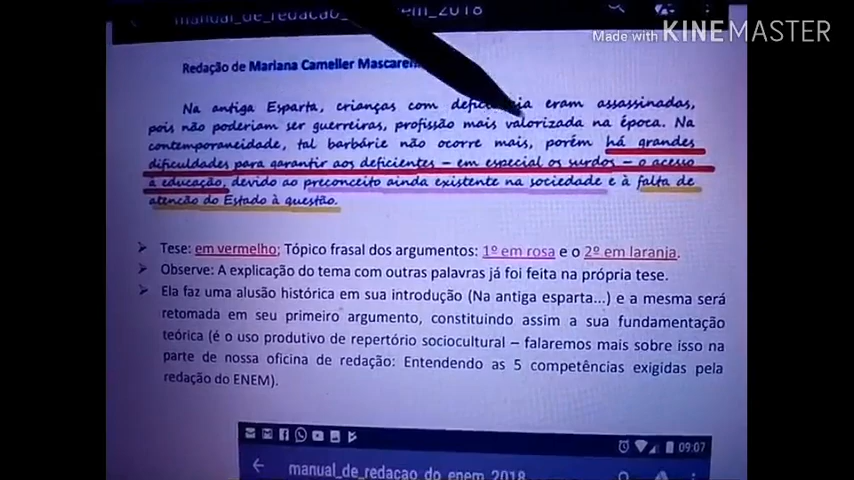 manual_de_redacao em_2018
Made with KINEMASTER
Redação de Mariana Cameller
Na antiga Esparta, crianças com eram assassinadas,
pois não poderiam ser guerreiras, profissão mais valorizada na época. Na
contemporaneidade, tal barbárie não ocorre mais, porém há grandes
dificuldades para garantir aos deficientes – em especial os surdos – o acesso
à educação, devido ao preconceito ainda existente na sociedade e à falta de
atenção do Estado à questão.
➢ Tese: em vermelho; Tópico frasal dos argumentos: 1º em rosa e o 2º em laranja.
➢ Observe: A explicação do tema com outras palavras já foi feita na própria tese.
➢ Ela faz uma alusão histórica em sua introdução (Na antiga esparta...) e a mesma será
retomada em seu primeiro argumento, constituindo assim a sua fundamentação
teórica (é o uso produtivo de repertório sociocultural – falaremos mais sobre isso na
parte de nossa oficina de redação: Entendendo as 5 competências exigidas pela
redação do ENEM).
09:07
manual_de_redacao_do_enem_2018